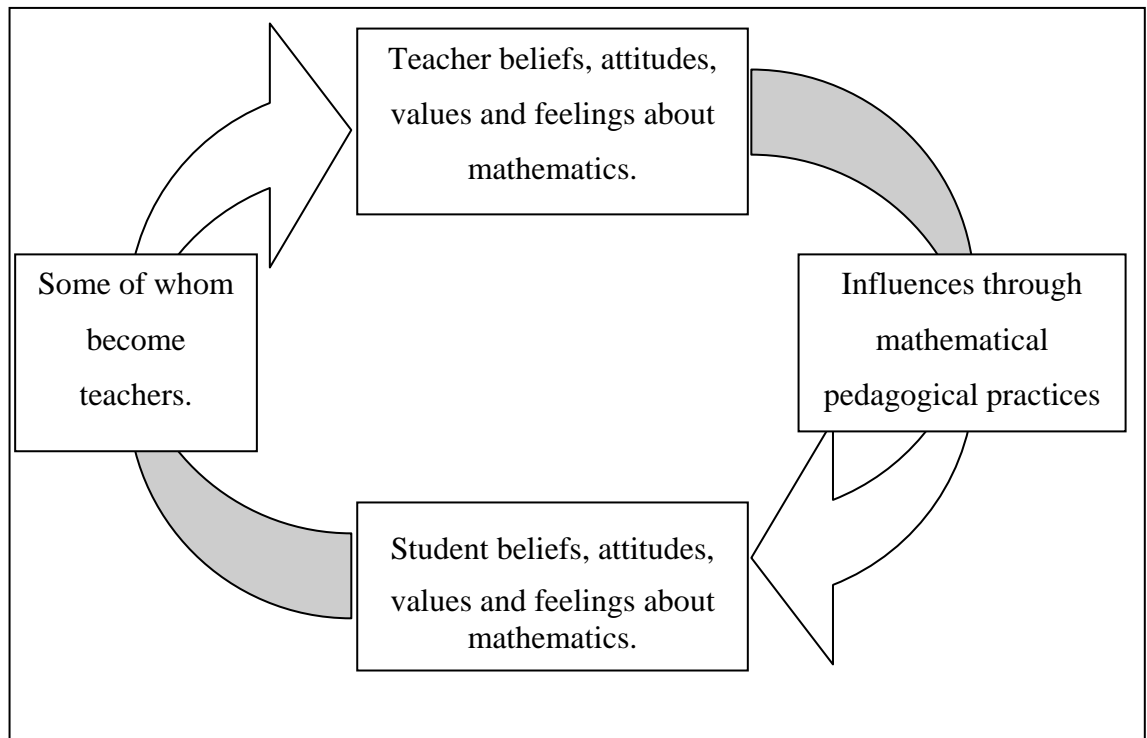 Teacher beliefs, attitudes,
values and feelings about
mathematics.
Some of whom
become
teachers.
Influences through
mathematical
pedagogical practices
Student beliefs, attitudes,
values and feelings about
mathematics.